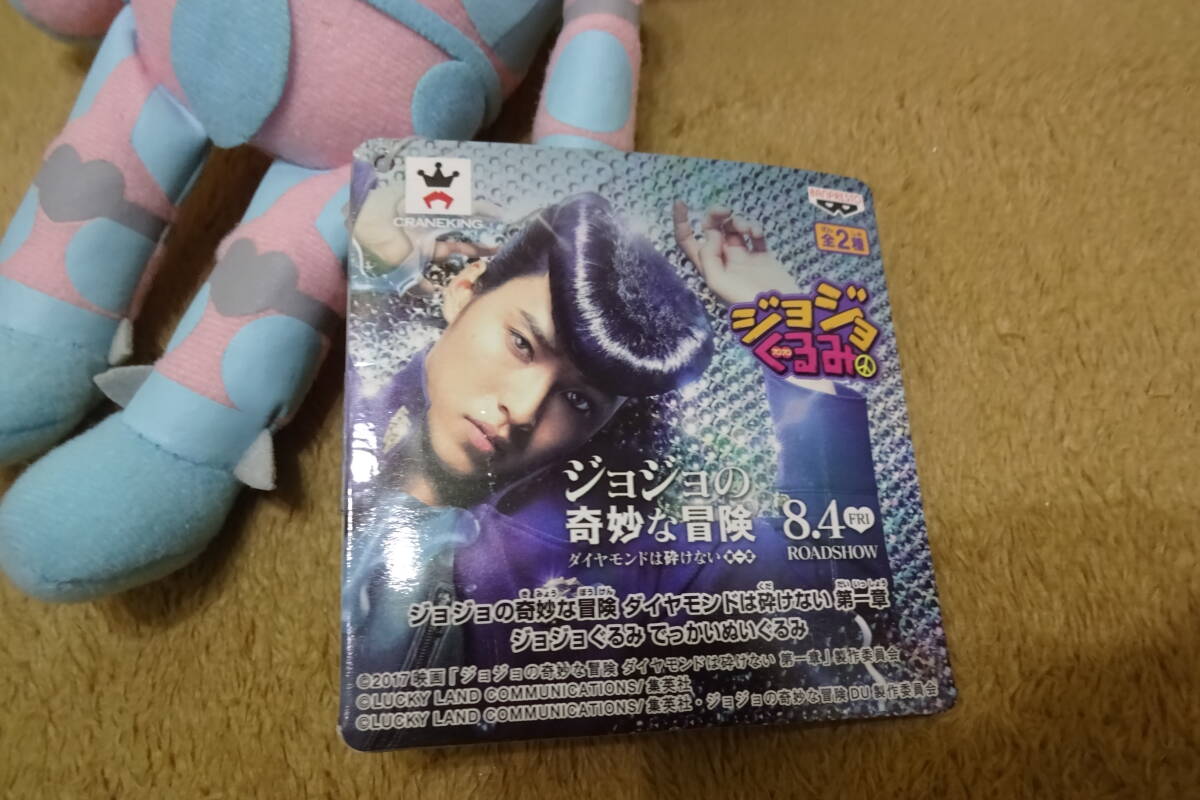 CRANEKING
BANPRESTO
全2種
ジョジョ
ぐるみ
ジョジョの
奇妙な冒険
ダイヤモンドは砕けない 第一章
8.4 FRI
ROADSHOW
ジョジョの奇妙な冒険 ダイヤモンドは砕けない 第一章
ジョジョぐるみ でっかいぬいぐるみ
©2017 映画「ジョジョの奇妙な冒険 ダイヤモンドは砕けない 第一章」製作委員会
©LUCKY LAND COMMUNICATIONS/集英社
©LUCKY LAND COMMUNICATIONS/集英社・ジョジョの奇妙な冒険 DU 製作委員会